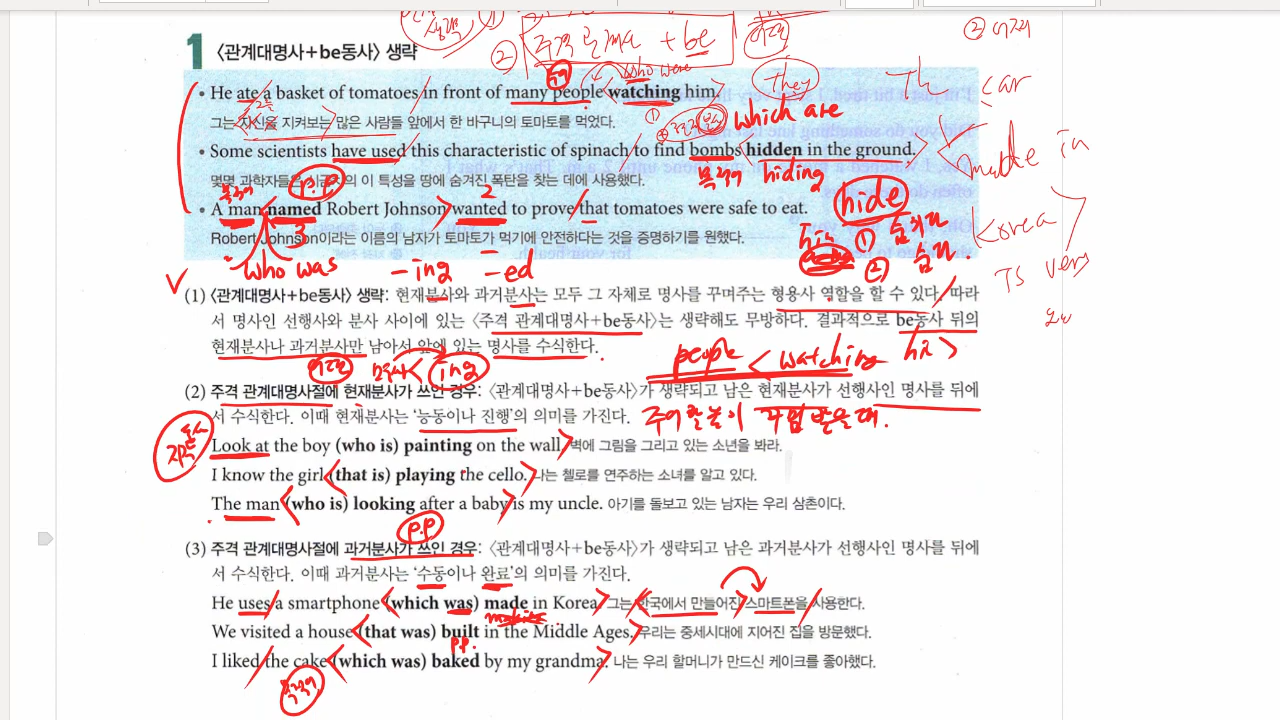 생략
②
주격 관계 + be
② 어려
1 〈관계대명사+be동사〉 생략
who were
They
Th
car
• He ate a basket of tomatoes in front of many people watching him.
그는 자신을 지켜보는 많은 사람들 앞에서 한 바구니의 토마토를 먹었다.
①
which are
made in
• Some scientists have used this characteristic of spinach to find bombs hidden in the ground.
몇몇 과학자들은 시금치의 이 특성을 땅에 숨겨진 폭탄을 찾는 데에 사용했다.
p.p
목적어 hiding
hide
2
• A man named Robert Johnson wanted to prove that tomatoes were safe to eat.
Korea
3
① 숨기다
Robert Johnson이라는 이름의 남자가 토마토가 먹기에 안전하다는 것을 증명하기를 원했다.
② 숨다.
who was
-ing -ed
is very
(1) 〈관계대명사+be동사〉 생략: 현재분사와 과거분사는 모두 그 자체로 명사를 꾸며주는 형용사 역할을 할 수 있다. 따라
서 명사인 선행사와 분사 사이에 있는 〈주격 관계대명사+be동사〉는 생략해도 무방하다. 결과적으로 be동사 뒤의
현재분사나 과거분사만 남아서 앞에 있는 명사를 수식한다.
people < watching hi >
ing
(2) 주격 관계대명사절에 현재분사가 쓰인 경우: 〈관계대명사+be동사〉가 생략되고 남은 현재분사가 선행사인 명사를 뒤에
서 수식한다. 이때 현재분사는 ‘능동이나 진행’의 의미를 가진다.
Look at the boy (who is) painting on the wall. 벽에 그림을 그리고 있는 소년을 봐라.
I know the girl (that is) playing the cello. 나는 첼로를 연주하는 소녀를 알고 있다.
The man (who is) looking after a baby is my uncle. 아기를 돌보고 있는 남자는 우리 삼촌이다.
p.p
(3) 주격 관계대명사절에 과거분사가 쓰인 경우: 〈관계대명사+be동사〉가 생략되고 남은 과거분사가 선행사인 명사를 뒤에
서 수식한다. 이때 과거분사는 ‘수동이나 완료’의 의미를 가진다.
He uses a smartphone (which was) made in Korea. 그는 한국에서 만들어진 스마트폰을 사용한다.
We visited a house (that was) built in the Middle Ages. 우리는 중세시대에 지어진 집을 방문했다.
p.p.
I liked the cake (which was) baked by my grandma. 나는 우리 할머니가 만드신 케이크를 좋아했다.
목적어